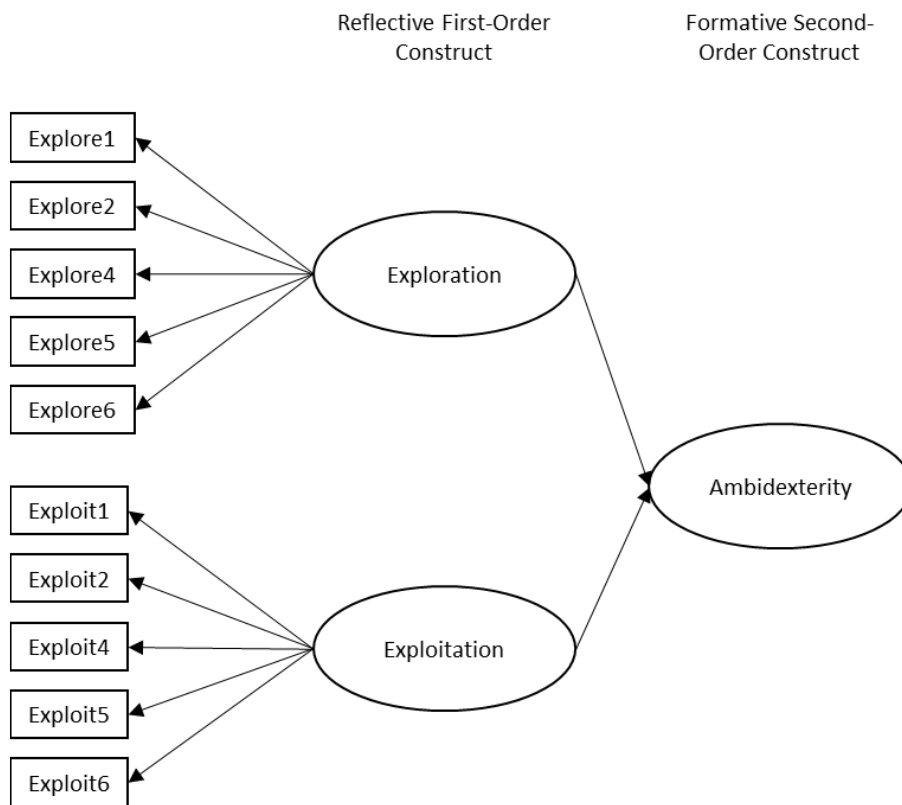 Reflective First-Order
Construct
Formative Second-
Order Construct
Explore1
Explore2
Explore4
Explore5
Explore6
Exploration
Ambidexterity
Exploit1
Exploit2
Exploit4
Exploit5
Exploit6
Exploitation